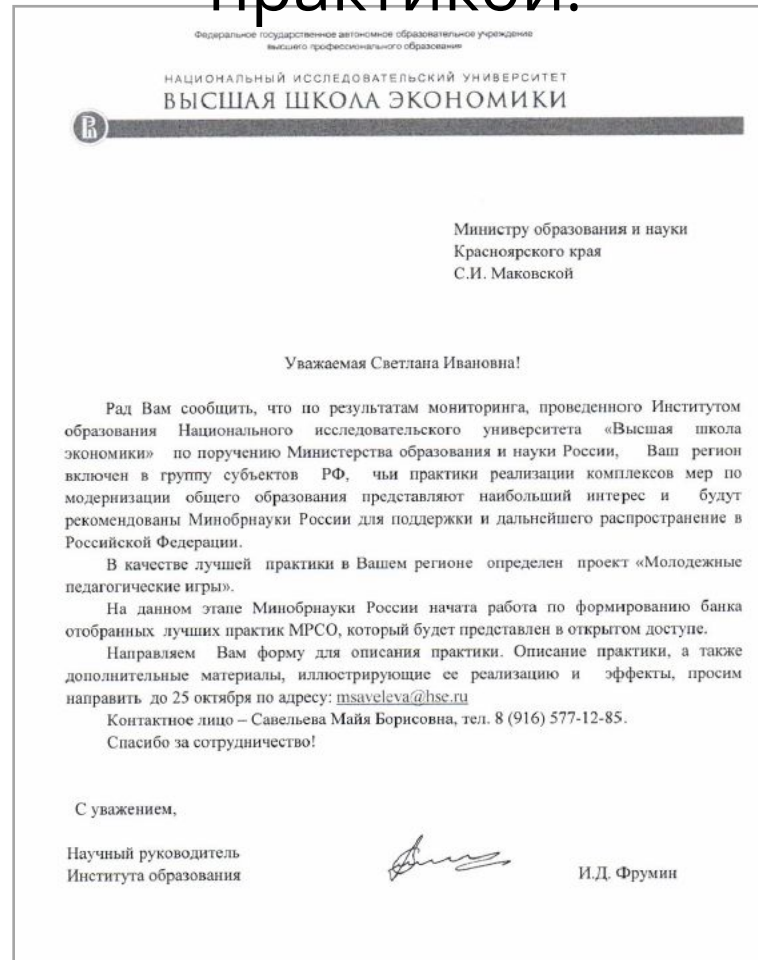 практикой.
Федеральное государственное автономное образовательное учреждение
высшего профессионального образования
НАЦИОНАЛЬНЫЙ ИССЛЕДОВАТЕЛЬСКИЙ УНИВЕРСИТЕТ
ВЫСШАЯ ШКОЛА ЭКОНОМИКИ
Министру образования и науки
Красноярского края
С.И. Маковской
Уважаемая Светлана Ивановна!
Рад Вам сообщить, что по результатам мониторинга, проведенного Институтом
образования Национального исследовательского университета «Высшая школа
экономики» по поручению Министерства образования и науки России, Ваш регион
включен в группу субъектов РФ, чьи практики реализации комплексов мер по
модернизации общего образования представляют наибольший интерес и будут
рекомендованы Минобрнауки России для поддержки и дальнейшего распространение в
Российской Федерации.
В качестве лучшей практики в Вашем регионе определен проект «Молодежные
педагогические игры».
На данном этапе Минобрнауки России начата работа по формированию банка
отобранных лучших практик МРСО, который будет представлен в открытом доступе.
Направляем Вам форму для описания практики. Описание практики, а также
дополнительные материалы, иллюстрирующие ее реализацию и эффекты, просим
направить до 25 октября по адресу: msaveleva@hse.ru
Контактное лицо – Савельева Майя Борисовна, тел. 8 (916) 577-12-85.
Спасибо за сотрудничество!
С уважением,
Научный руководитель
Института образования
И.Д. Фрумин